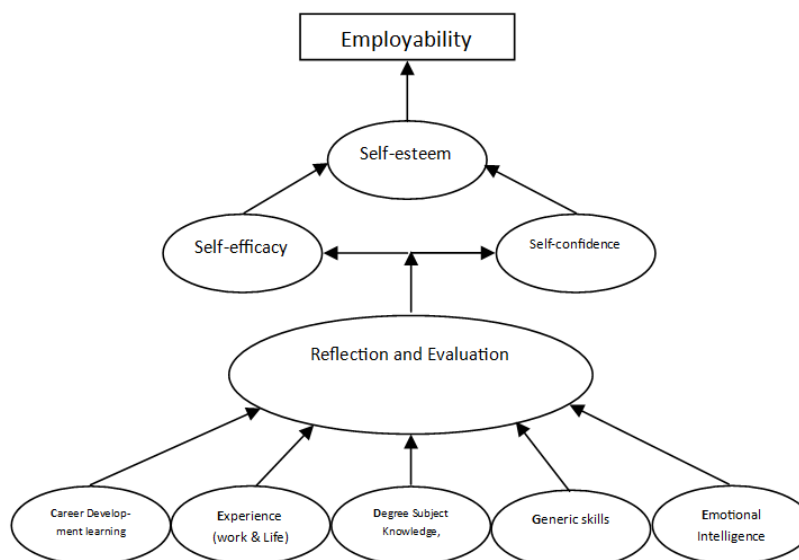 Employability
Self-esteem
Self-efficacy
Self-confidence
Reflection and Evaluation
Career Develop-
ment learning
Experience
(work & Life)
Degree Subject
Knowledge,
Generic skills
Emotional
Intelligence